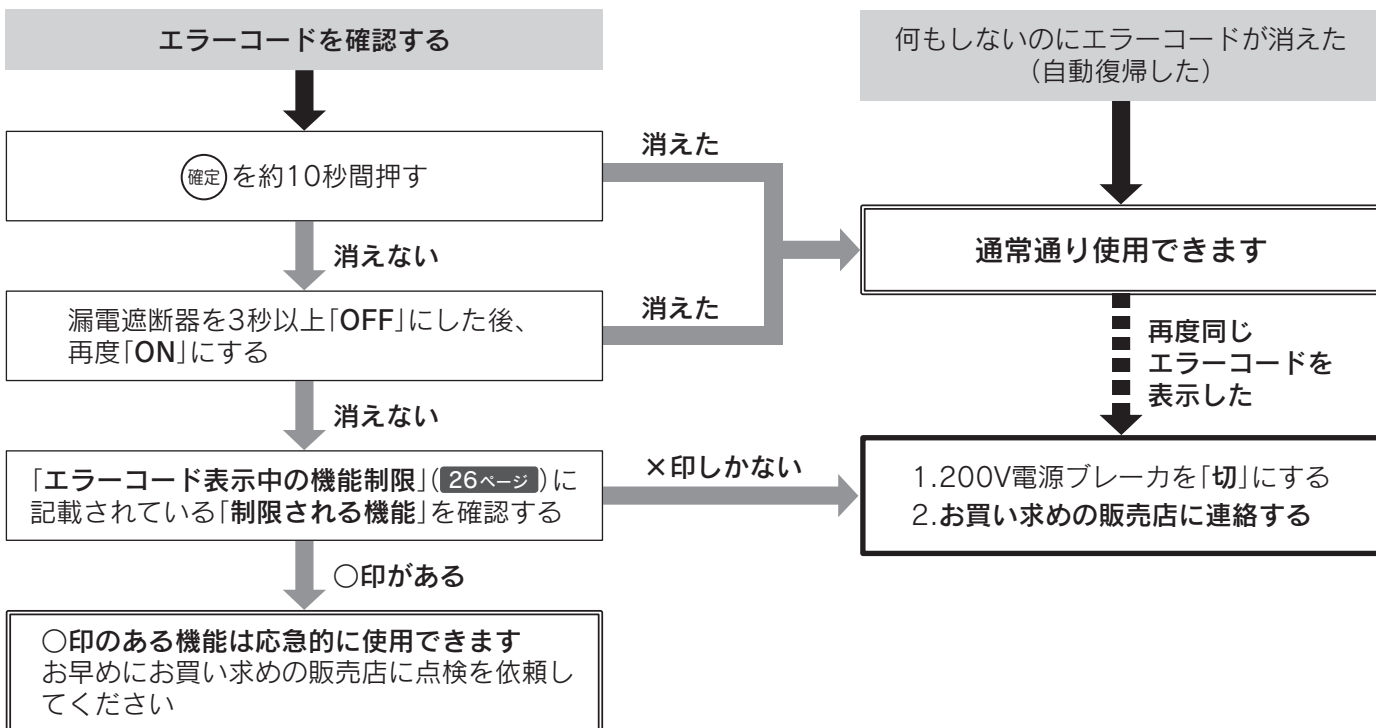 エラーコードを確認する
確定を約10秒間押す
消えた
消えない
漏電遮断器を3秒以上「OFF」にした後、
再度「ON」にする
消えた
消えない
「エラーコード表示中の機能制限」(26ページ)に
記載されている「制限される機能」を確認する
×印しかない
○印がある
○印のある機能は応急的に使用できます
お早めにお買い求めの販売店に点検を依頼し
てください
何もしないのにエラーコードが消えた
(自動復帰した)
通常通り使用できます
再度同じ
エラーコードを
表示した
1.200V電源ブレーカを「切」にする
2.お買い求めの販売店に連絡する